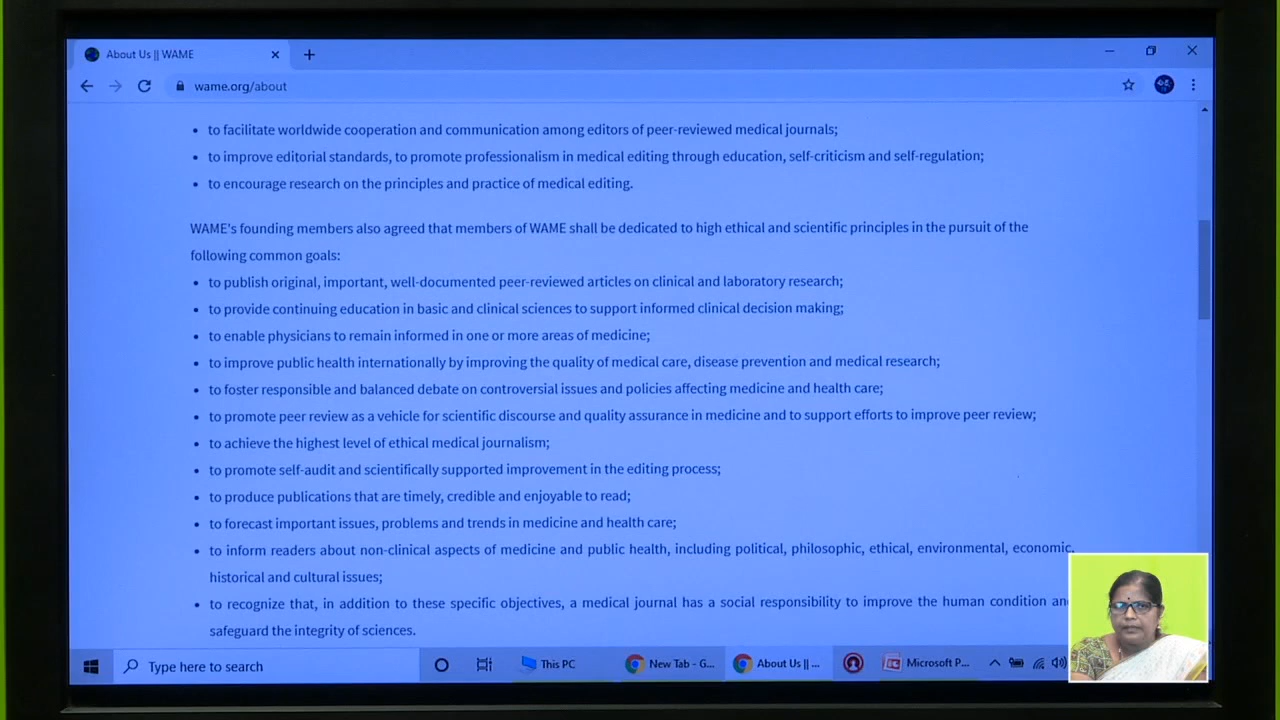 About Us || WAME
wame.org/about
to facilitate worldwide cooperation and communication among editors of peer-reviewed medical journals;
to improve editorial standards, to promote professionalism in medical editing through education, self-criticism and self-regulation;
to encourage research on the principles and practice of medical editing.
WAME's founding members also agreed that members of WAME shall be dedicated to high ethical and scientific principles in the pursuit of the
following common goals:
to publish original, important, well-documented peer-reviewed articles on clinical and laboratory research;
to provide continuing education in basic and clinical sciences to support informed clinical decision making;
to enable physicians to remain informed in one or more areas of medicine;
to improve public health internationally by improving the quality of medical care, disease prevention and medical research;
to foster responsible and balanced debate on controversial issues and policies affecting medicine and health care;
to promote peer review as a vehicle for scientific discourse and quality assurance in medicine and to support efforts to improve peer review;
to achieve the highest level of ethical medical journalism;
to promote self-audit and scientifically supported improvement in the editing process;
to produce publications that are timely, credible and enjoyable to read;
to forecast important issues, problems and trends in medicine and health care;
to inform readers about non-clinical aspects of medicine and public health, including political, philosophic, ethical, environmental, economic,
historical and cultural issues;
to recognize that, in addition to these specific objectives, a medical journal has a social responsibility to improve the human condition an
safeguard the integrity of sciences.
Type here to search
This PC
New Tab - G...
About Us || ...
Microsoft P...